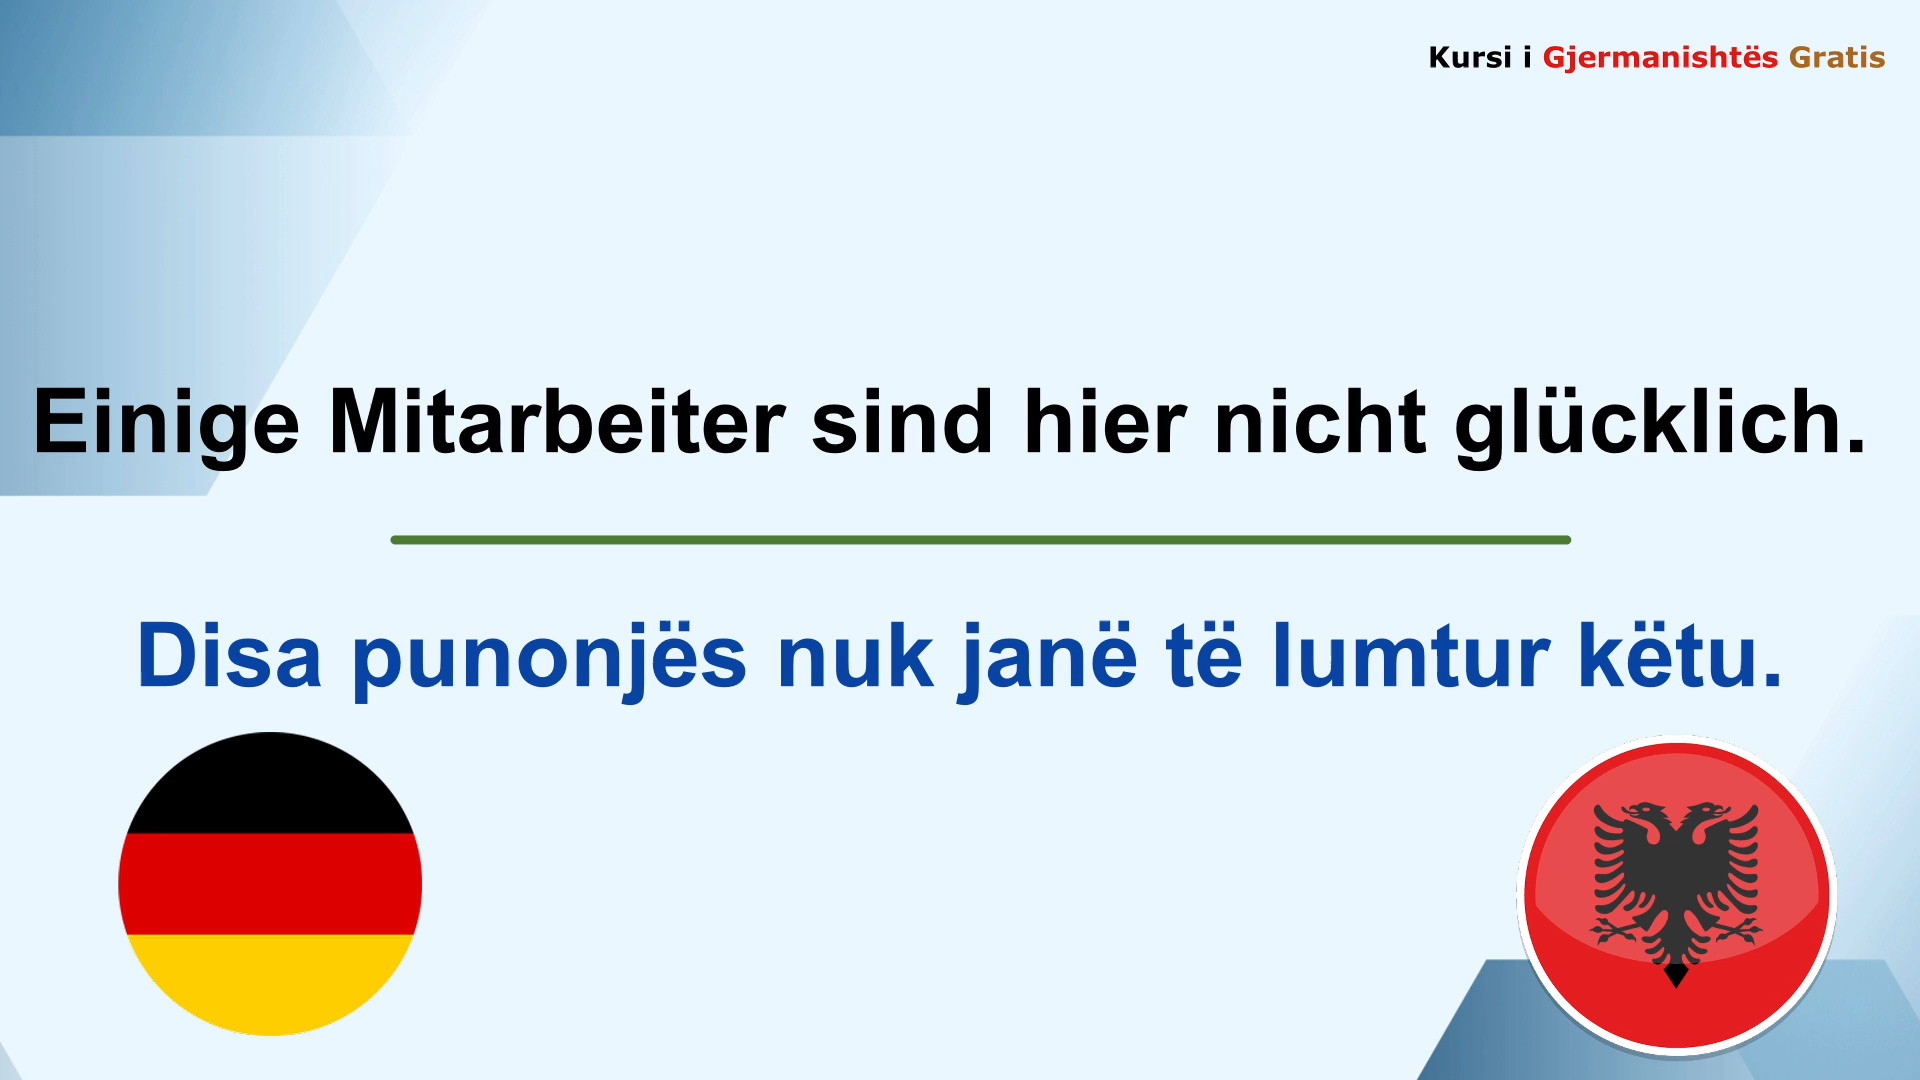 Kursi i Gjermanishtës Gratis
Einige Mitarbeiter sind hier nicht glücklich.
Disa punonjës nuk janë të lumtur këtu.